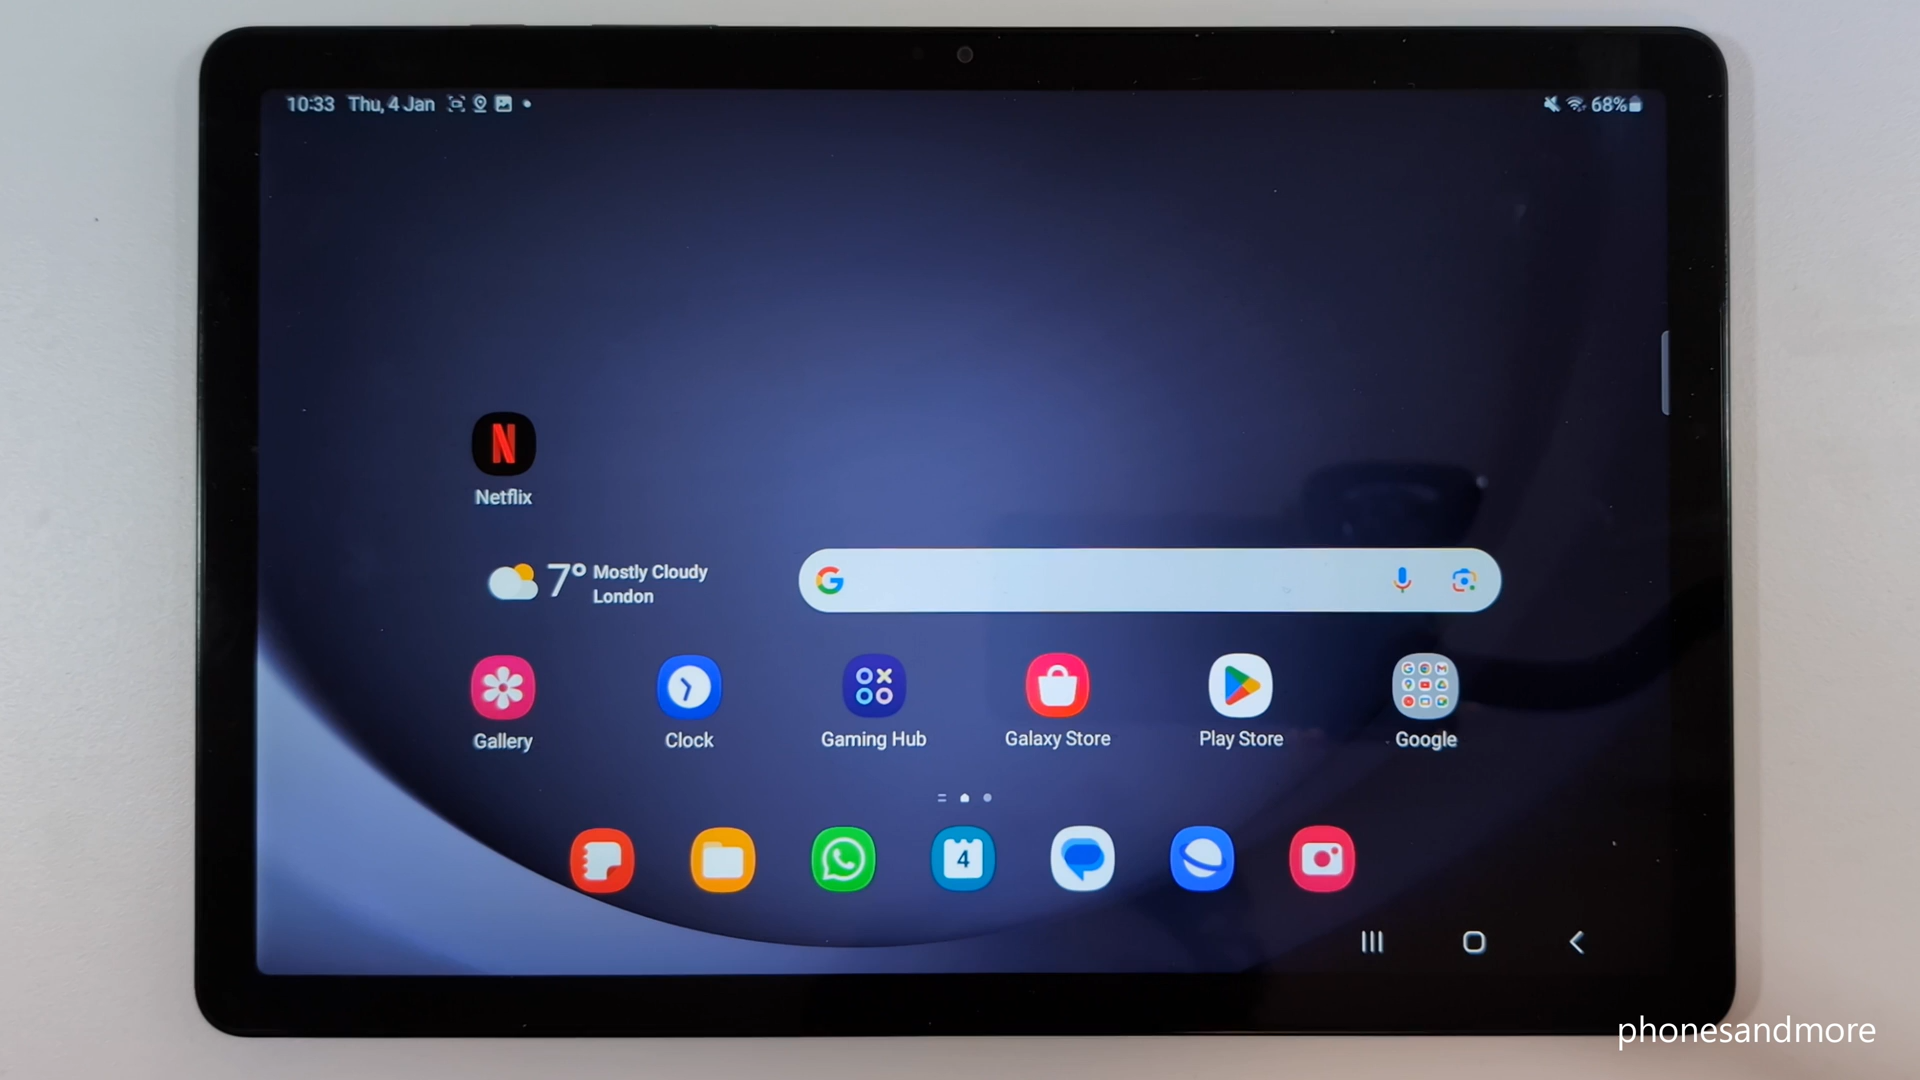 10:33 Thu, 4 Jan
68%
N
Netflix
7° Mostly Cloudy
London
G
Gallery
Clock
Gaming Hub
Galaxy Store
Play Store
Google
4
phonesandmore